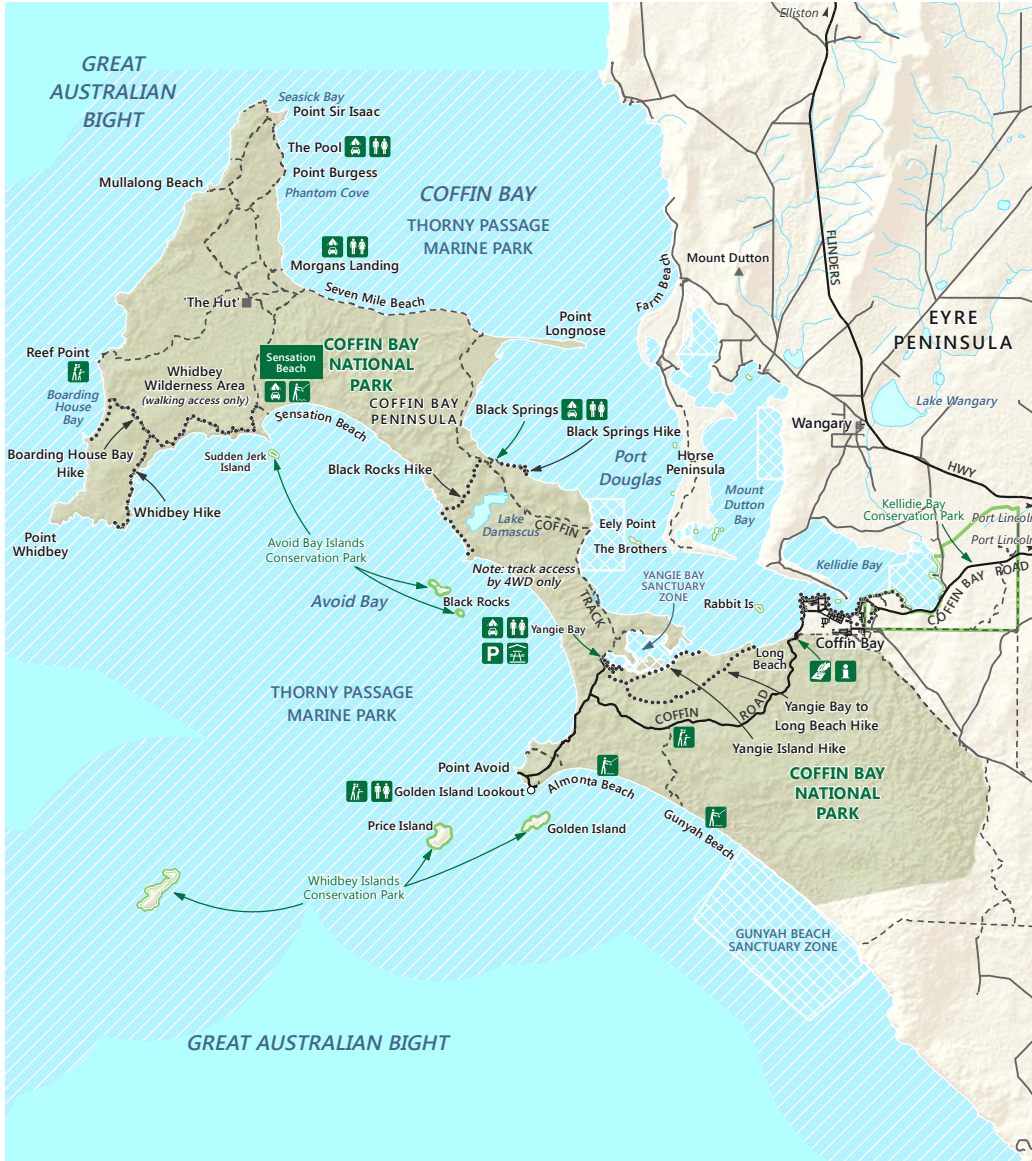 Elliston
GREAT
AUSTRALIAN
BIGHT
Seasick Bay
Point Sir Isaac
The Pool
Point Burgess
Mullalong Beach
Phantom Cove
COFFIN BAY
THORNY PASSAGE
MARINE PARK
Morgans Landing
Seven Mile Beach
'The Hut'
Farm Beach
Mount Dutton
FLINDERS
EYRE
PENINSULA
Point
Longnose
Reef Point
Boarding
House
Bay
Whidbey
Wilderness Area
(walking access only)
Sensation
Beach
COFFIN BAY
NATIONAL
PARK
COFFIN BAY
PENINSULA
Sensation Beach
Black Springs
Black Springs Hike
Lake Wangary
Wangary
HWY
Boarding House Bay
Hike
Sudden Jerk
Island
Black Rocks Hike
Port
Douglas
Horse
Peninsula
Mount
Dutton
Bay
Whidbey Hike
Point
Whidbey
Lake
Damascus
COFFIN
Eely Point
The Brothers
Kellidie Bay
Conservation Park
Port Lincoln
Port Lincoln
Avoid Bay Islands
Conservation Park
Note: track access
by 4WD only
YANGIE BAY
SANCTUARY
ZONE
Kellidie Bay
COFFIN BAY ROAD
Avoid Bay
Black Rocks
TRACK
Rabbit Is
P
Yangie Bay
Coffin Bay
Long
Beach
i
THORNY PASSAGE
MARINE PARK
COFFIN
ROAD
Yangie Bay to
Long Beach Hike
Yangie Island Hike
Point Avoid
Golden Island Lookout
Almonta Beach
COFFIN BAY
NATIONAL
PARK
Price Island
Golden Island
Gunyah Beach
Whidbey Islands
Conservation Park
GUNYAH BEACH
SANCTUARY ZONE
GREAT AUSTRALIAN BIGHT